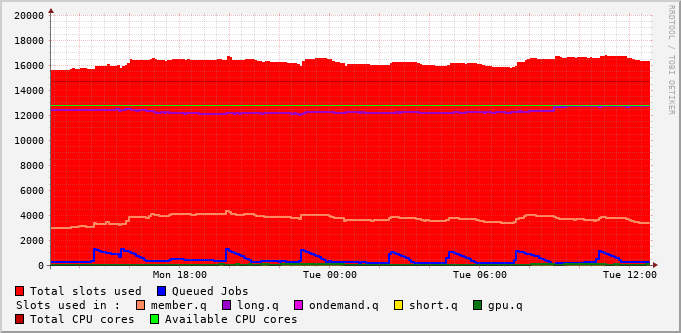 20000
18000
16000
14000
12000
10000
8000
6000
4000
2000
0
Mon 18:00 Tue 00:00 Tue 06:00 Tue 12:00
RRDTOOL / TOBI OETIKER
Total slots used Queued Jobs
Slots used in : member.q long.q ondemand.q short.q gpu.q
Total CPU cores Available CPU cores